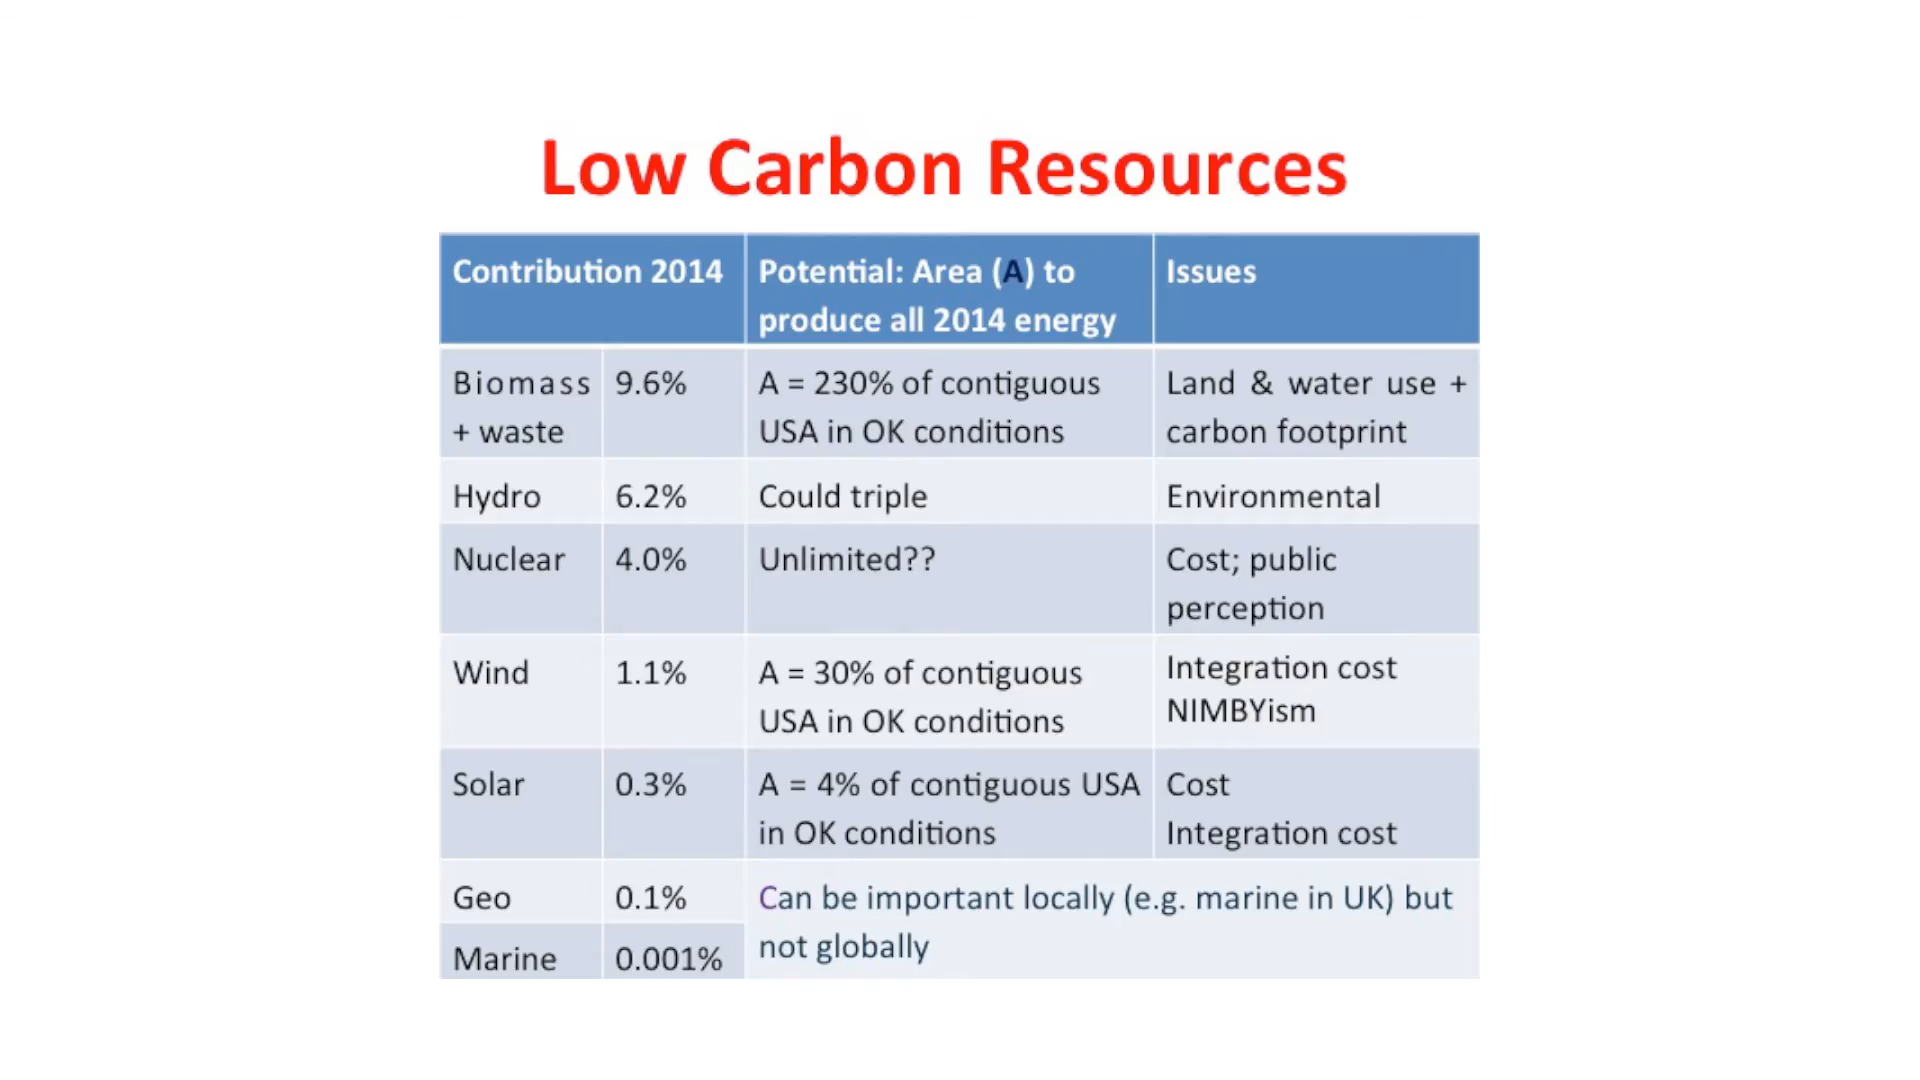 Low Carbon Resources
Contribution 2014
Potential: Area (A) to
produce all 2014 energy
Issues
Biomass
+ waste
9.6%
A = 230% of contiguous
USA in OK conditions
Land & water use +
carbon footprint
Hydro
6.2%
Could triple
Environmental
Nuclear
4.0%
Unlimited??
Cost; public
perception
Wind
1.1%
A = 30% of contiguous
USA in OK conditions
Integration cost
NIMBYism
Solar
0.3%
A = 4% of contiguous USA
in OK conditions
Cost
Integration cost
Geo
0.1%
Can be important locally (e.g. marine in UK) but
not globally
Marine
0.001%